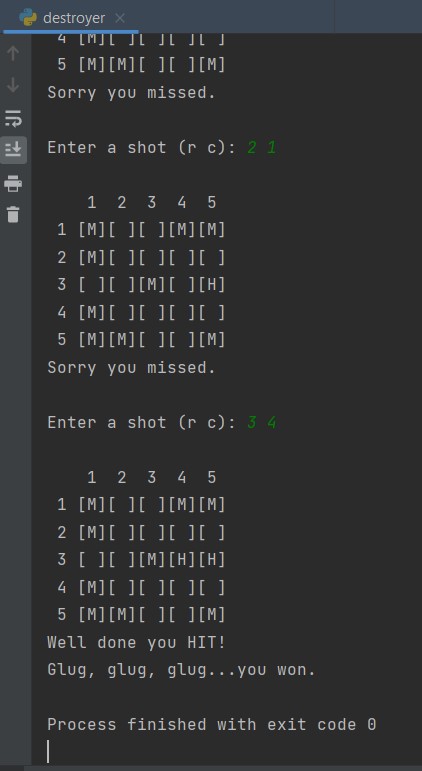 destroyer
4 [M][ ][ ][ ][ ]
5 [M][M][ ][ ][M]
Sorry you missed.
Enter a shot (r c): 2 1
1 2 3 4 5
1 [M][ ][ ][M][M]
2 [M][ ][ ][ ][ ]
3 [ ][ ][M][ ][H]
4 [M][ ][ ][ ][ ]
5 [M][M][ ][ ][M]
Sorry you missed.
Enter a shot (r c): 3 4
1 2 3 4 5
1 [M][ ][ ][M][M]
2 [M][ ][ ][ ][ ]
3 [ ][ ][M][H][H]
4 [M][ ][ ][ ][ ]
5 [M][M][ ][ ][M]
Well done you HIT!
Glug, glug, glug...you won.
Process finished with exit code 0